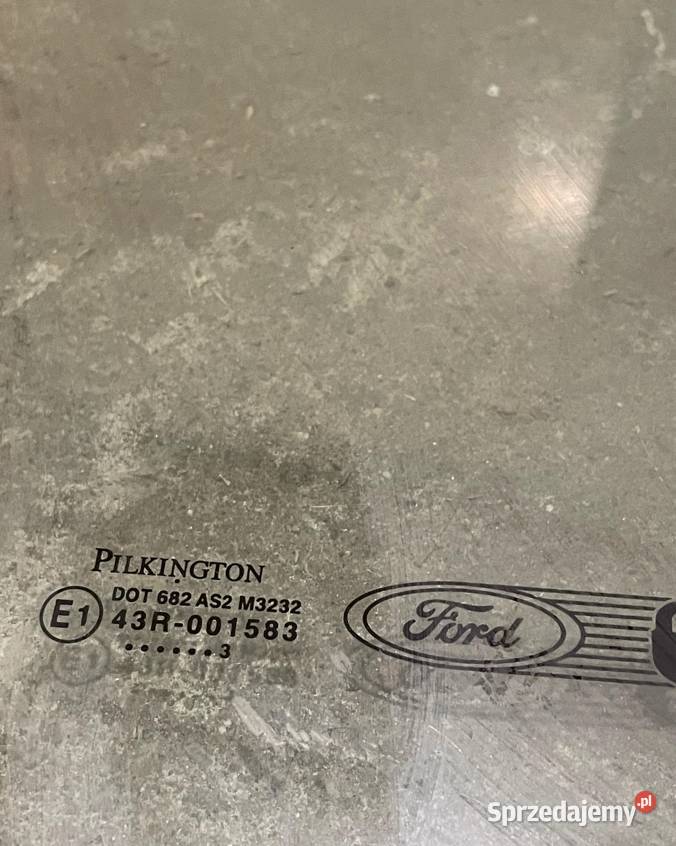 PILKINGTON
DOT 682 AS2 M3232
E1 43R-001583
• • • • • • 3
Ford
Sprzedajemy.pl